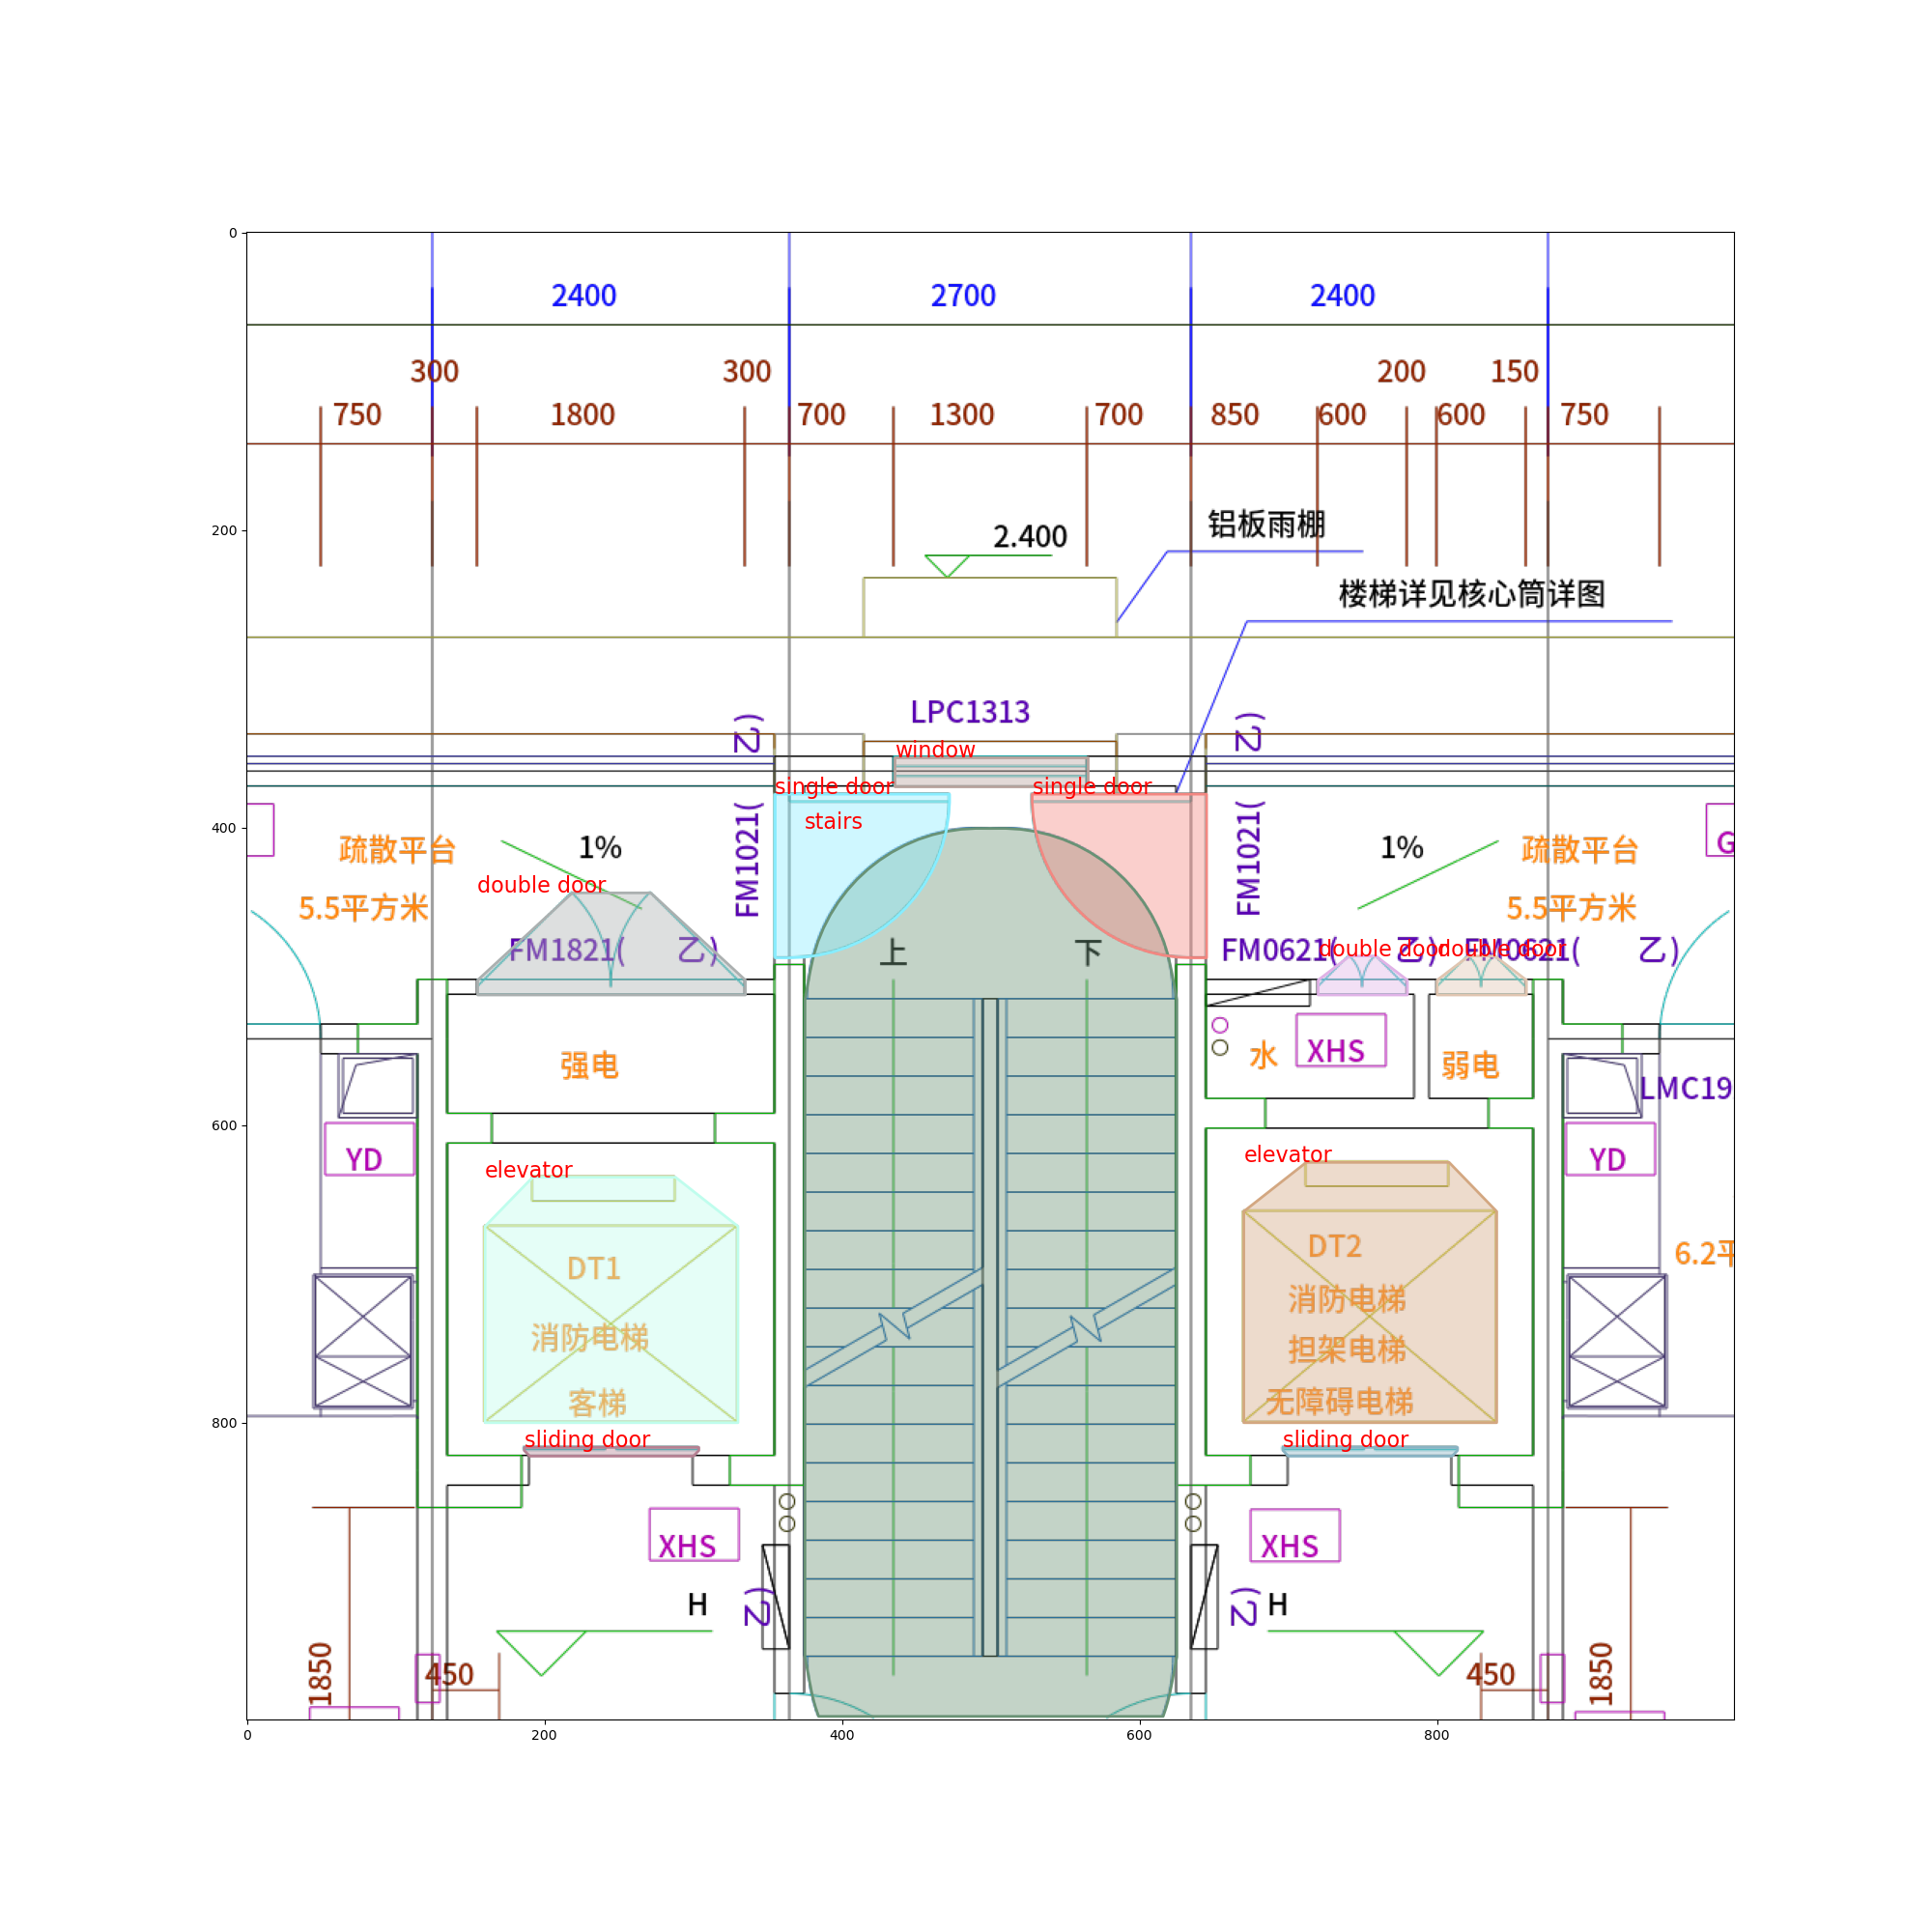 0
2400
2700
2400
300
300
200
150
750
1800
700
1300
700
850
600
600
750
200
2.400
铝板雨棚
楼梯详见核心筒详图
LPC1313
乙)
乙)
window
single door
single door
stairs
400
疏散平台
1%
FM1021(
FM1021(
1%
疏散平台
G
double door
5.5平方米
5.5平方米
FM1821(
乙)
上
下
FM0621(
乙)
double door
double door
FM0621(
乙)
强电
水
XHS
弱电
LMC19
600
YD
elevator
elevator
YD
DT1
DT2
6.2平
消防电梯
消防电梯
担架电梯
客梯
无障碍电梯
800
sliding door
sliding door
XHS
XHS
H
(乙
(乙
H
1850
450
450
1850
0
200
400
600
800